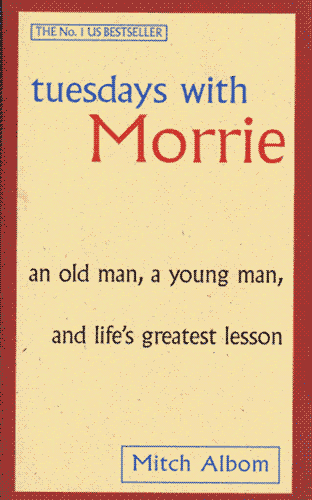 THE No. 1 US BESTSELLER
tuesdays with
Morrie
an old man, a young man,
and life's greatest lesson
Mitch Albom